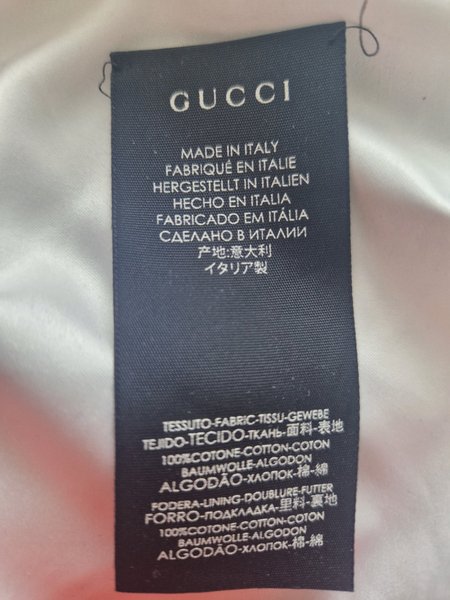 GUCCI
MADE IN ITALY
FABRIQUÉ EN ITALIE
HERGESTELLT IN ITALIEN
HECHO EN ITALIA
FABRICADO EM ITÁLIA
СДЕЛАНО В ИТАЛИИ
产地:意大利
イタリア製
TESSUTO-FABRIC-TISSU-GEWEBE
TEJIDO-TECIDO-ТКАНЬ-面料-表地
100%COTONE-COTTON-COTON
BAUMWOLLE-ALGODON
ALGODÃO-ХЛОПОК-棉-綿
FODERA-LINING-DOUBLURE-FUTTER
FORRO-ПОДКЛАДКА-里料-裏地
100%COTONE-COTTON-COTON
BAUMWOLLE-ALGODON
ALGODÃO-ХЛОПОК-棉-綿